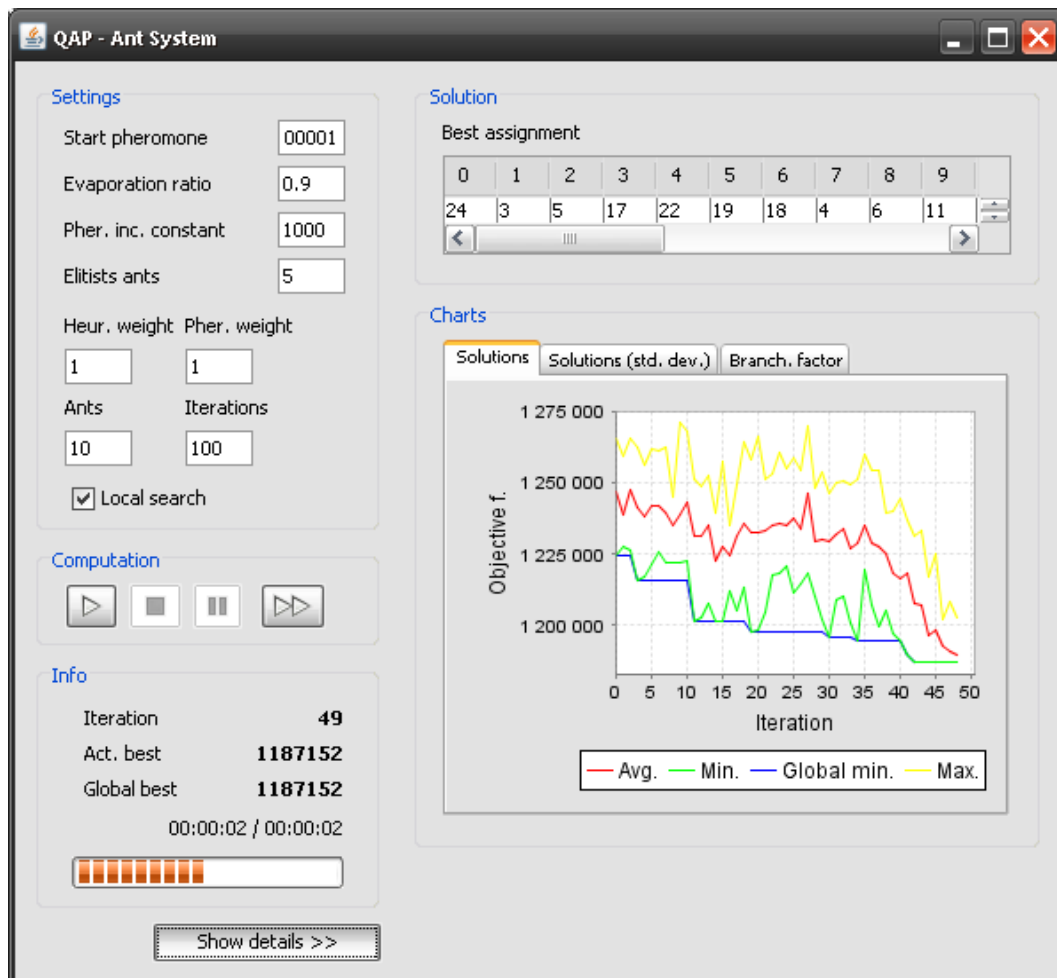 QAP - Ant System
Settings
Start pheromone 00001
Evaporation ratio 0.9
Pher. inc. constant 1000
Elitists ants 5
Heur. weight Pher. weight
1 1
Ants Iterations
10 100
Local search
Computation
Info
Iteration 49
Act. best 1187152
Global best 1187152
00:00:02 / 00:00:02
Show details >>
Solution
Best assignment
0 1 2 3 4 5 6 7 8 9
24 3 5 17 22 19 18 4 6 11
Charts
Solutions Solutions (std. dev.) Branch. factor
1 275 000
1 250 000
1 225 000
1 200 000
Objective f.
0 5 10 15 20 25 30 35 40 45 50
Iteration
Avg. Min. Global min. Max.